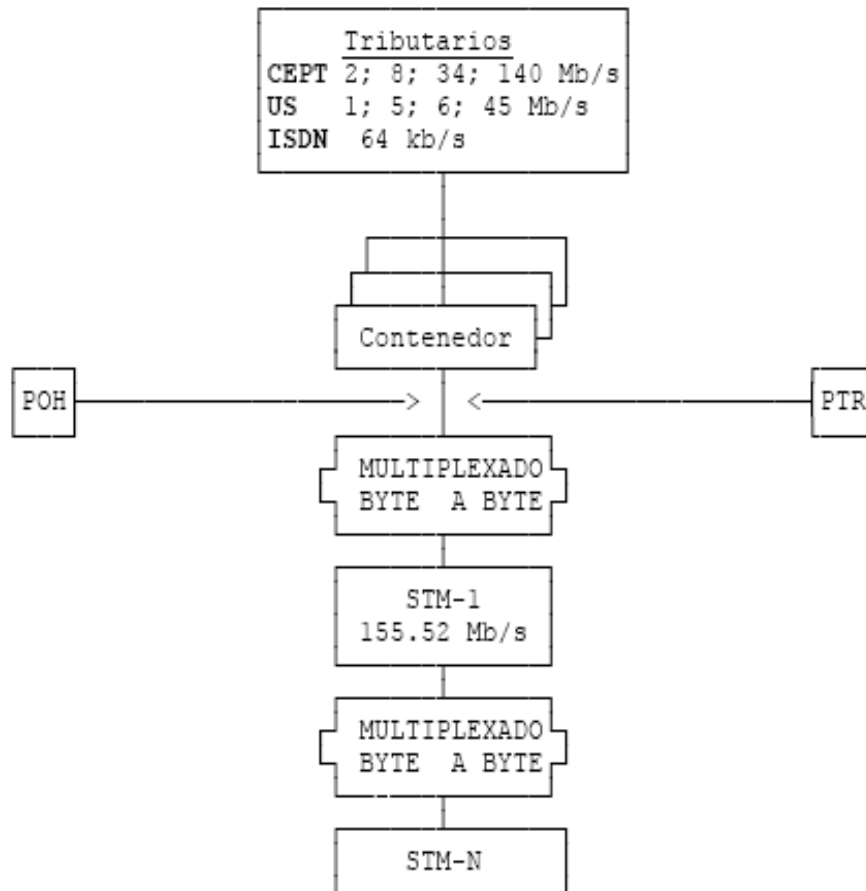 Tributarios
CEPT 2; 8; 34; 140 Mb/s
US 1; 5; 6; 45 Mb/s
ISDN 64 kb/s
Contenedor
POH > < PTR
MULTIPLEXADO
BYTE A BYTE
STM-1
155.52 Mb/s
MULTIPLEXADO
BYTE A BYTE
STM-N